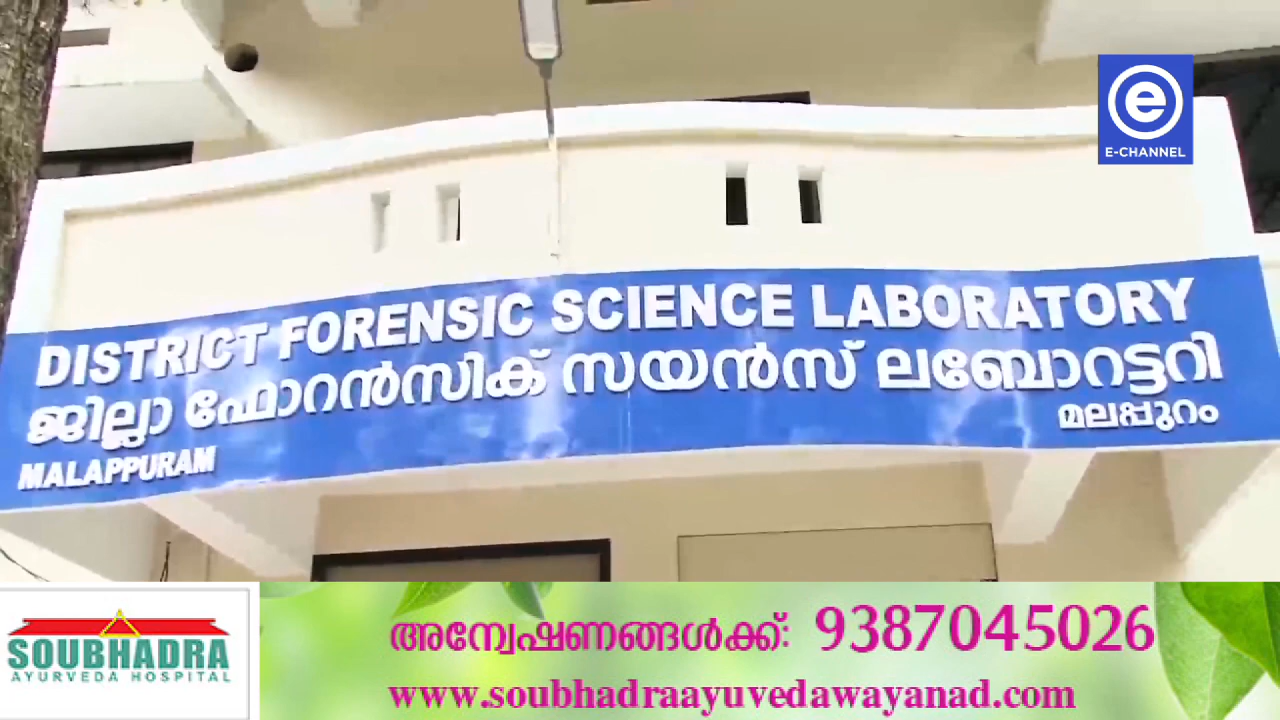 e
E-CHANNEL
DISTRICT FORENSIC SCIENCE LABORATORY
ജില്ലാ ഫോറൻസിക് സയൻസ് ലബോറട്ടറി
MALAPPURAM
മലപ്പുറം
SOUBHADRA
AYURVEDA HOSPITAL
അന്വേഷണങ്ങൾക്ക്: 9387045026
www.soubhadraayuvedawayanad.com